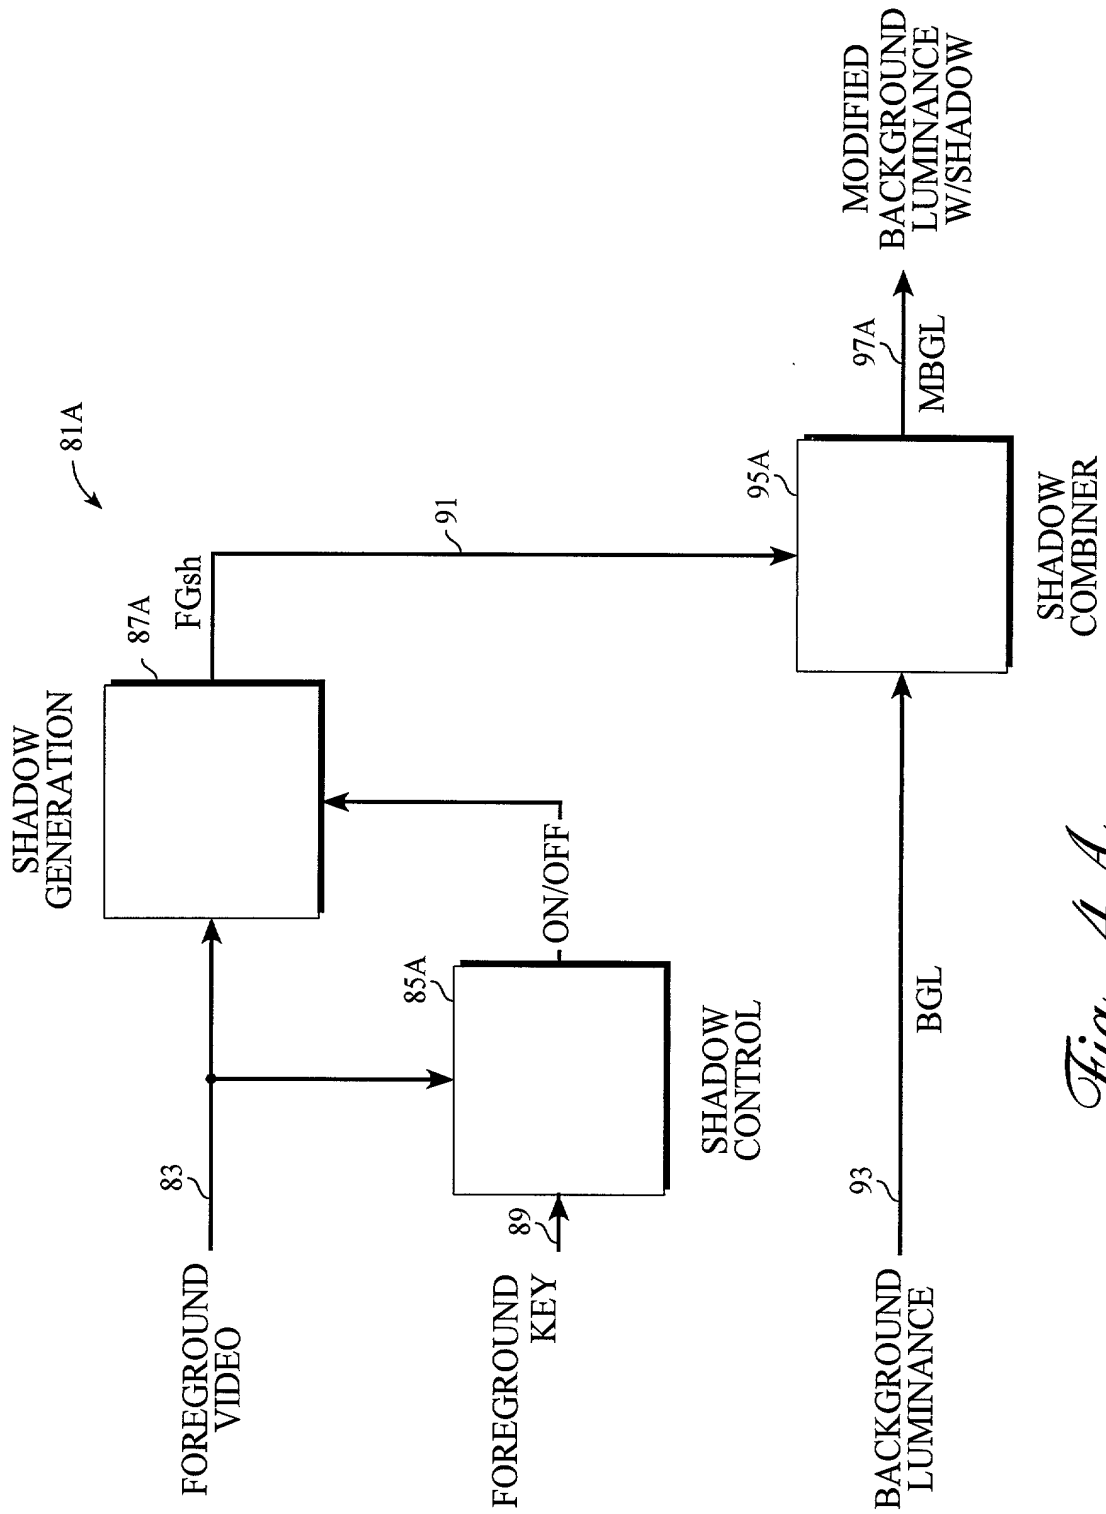 81A
SHADOW
GENERATION
87A
FGsh
83
FOREGROUND
VIDEO
91
85A
ON/OFF
FOREGROUND
KEY
89
SHADOW
CONTROL
95A
97A
MBGL
MODIFIED
BACKGROUND
LUMINANCE
W/SHADOW
93
BGL
BACKGROUND
LUMINANCE
SHADOW
COMBINER
Fig. 4 A